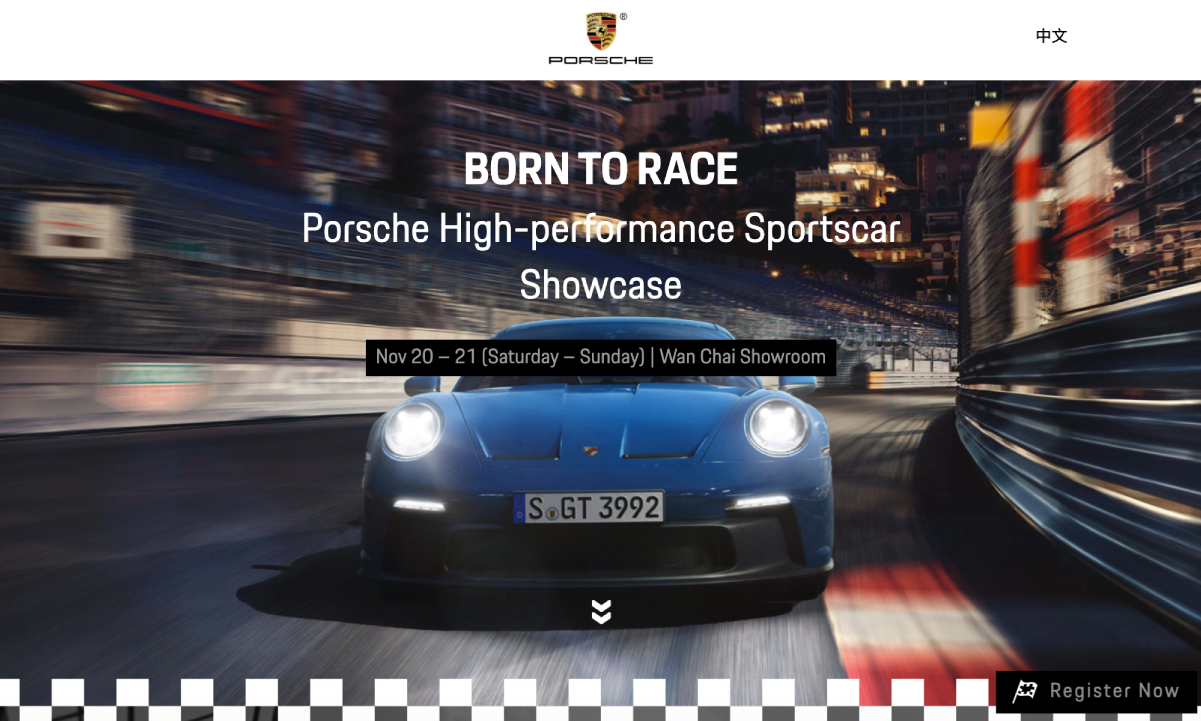 PORSCHE
®
PORSCHE
中文
BORN TO RACE
Porsche High-performance Sportscar
Showcase
Nov 20 – 21 (Saturday – Sunday) | Wan Chai Showroom
S GT 3992
Register Now